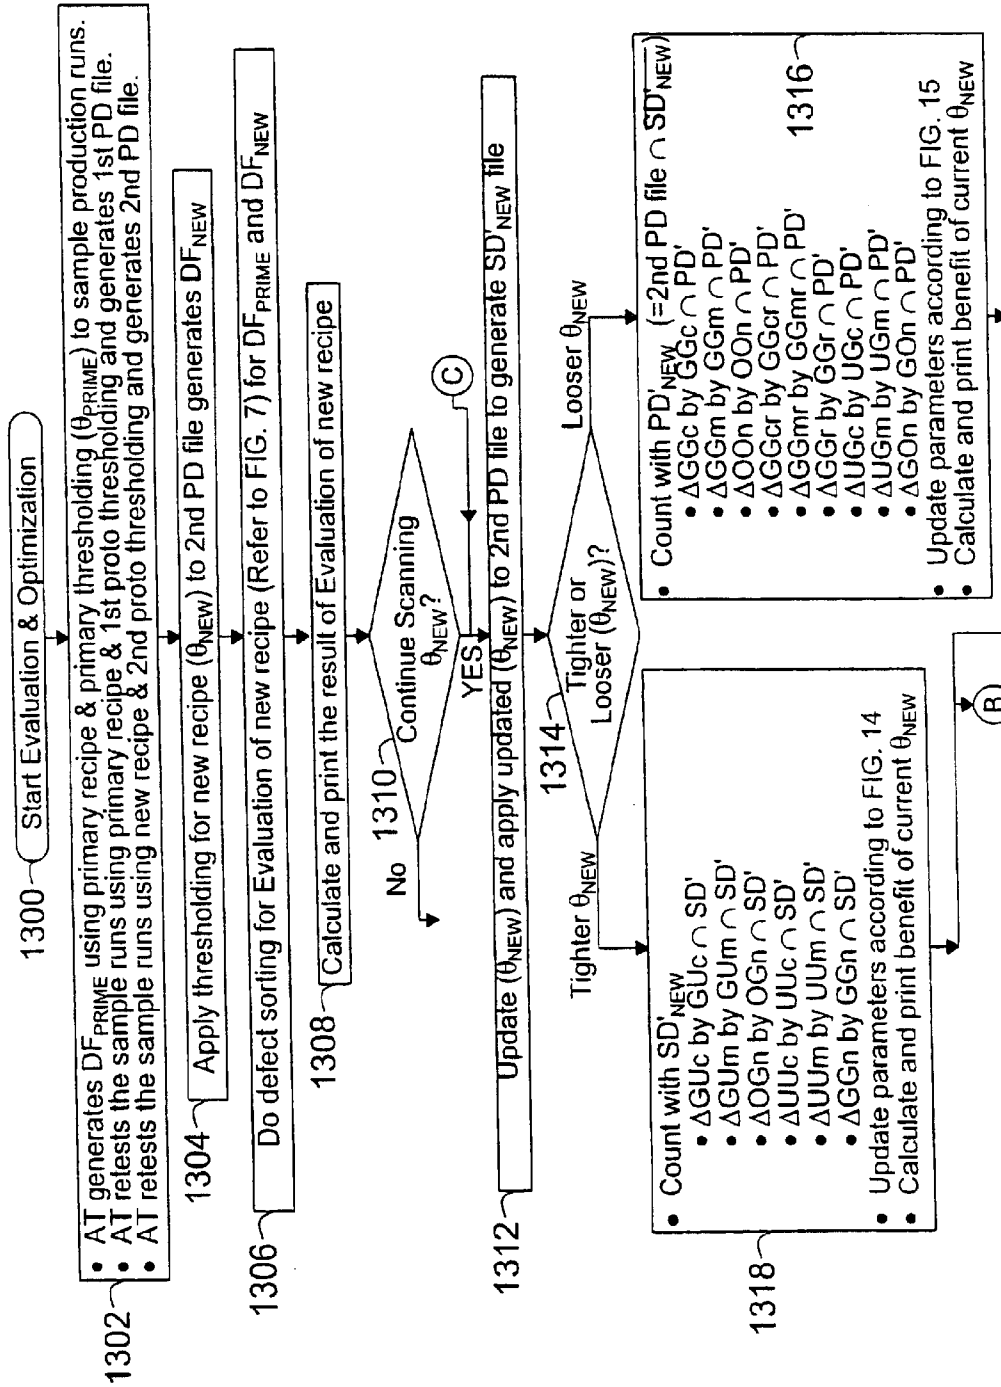 1300
Start Evaluation & Optimization
1302
• AT generates DF_PRIME using primary recipe & primary thresholding (θ_PRIME) to sample production runs.
• AT retests the sample runs using primary recipe & 1st proto thresholding and generates 1st PD file.
• AT retests the sample runs using new recipe & 2nd proto thresholding and generates 2nd PD file.
1304
Apply thresholding for new recipe (θ_NEW) to 2nd PD file generates DF_NEW
1306
Do defect sorting for Evaluation of new recipe (Refer to FIG. 7) for DF_PRIME and DF_NEW
1308
Calculate and print the result of Evaluation of new recipe
1310
Continue Scanning
θ_NEW?
No
YES
C
1312
Update (θ_NEW) and apply updated (θ_NEW) to 2nd PD file to generate SD'_NEW file
1314
Tighter or
Looser (θ_NEW)?
Tighter θ_NEW
Looser θ_NEW
1318
• Count with SD'_NEW
• ΔGUc by GUc ∩ SD'
• ΔGUm by GUm ∩ SD'
• ΔOGn by OGn ∩ SD'
• ΔUUc by UUc ∩ SD'
• ΔUUm by UUm ∩ SD'
• ΔGGn by GGn ∩ SD'
• Update parameters according to FIG. 14
• Calculate and print benefit of current θ_NEW
1316
• Count with PD'_NEW (=2nd PD file ∩ S̅D̅'̅_NEW)
• ΔGGc by GGc ∩ PD'
• ΔGGm by GGm ∩ PD'
• ΔOOn by OOn ∩ PD'
• ΔGGcr by GGcr ∩ PD'
• ΔGGmr by GGmr ∩ PD'
• ΔGGr by GGr ∩ PD'
• ΔUGc by UGc ∩ PD'
• ΔUGm by UGm ∩ PD'
• ΔGOn by GOn ∩ PD'
• Update parameters according to FIG. 15
• Calculate and print benefit of current θ_NEW
B